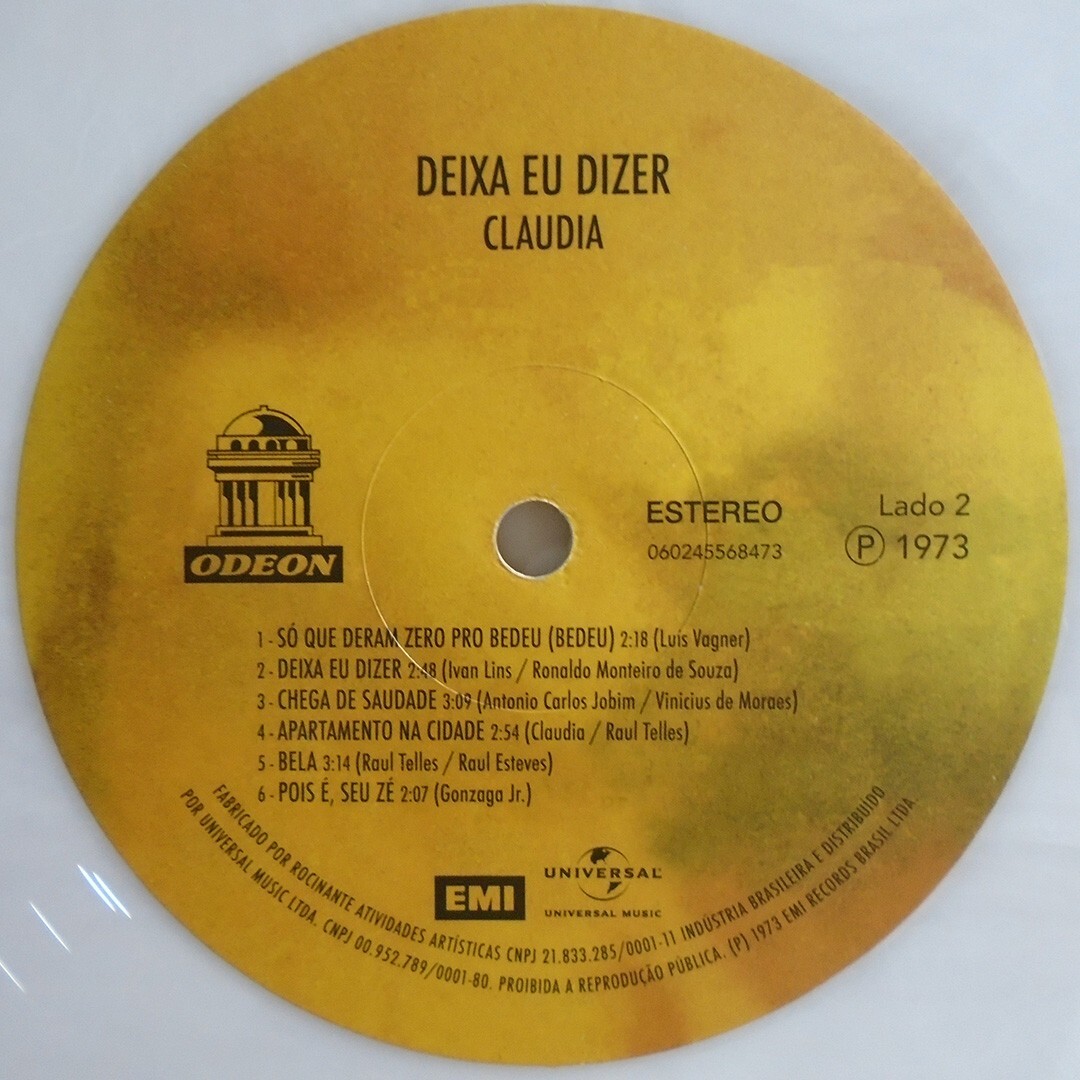 DEIXA EU DIZER
CLAUDIA
ODEON
ESTEREO
060245568473
Lado 2
Ⓟ 1973
1 - SÓ QUE DERAM ZERO PRO BEDEU (BEDEU) 2:18 (Luis Vagner)
2 - DEIXA EU DIZER 2:48 (Ivan Lins / Ronaldo Monteiro de Souza)
3 - CHEGA DE SAUDADE 3:09 (Antonio Carlos Jobim / Vinicius de Moraes)
4 - APARTAMENTO NA CIDADE 2:54 (Claudia / Raul Telles)
5 - BELA 3:14 (Raul Telles / Raul Esteves)
6 - POIS É, SEU ZÉ 2:07 (Gonzaga Jr.)
EMI
UNIVERSAL
UNIVERSAL MUSIC
FABRICADO POR ROCINANTE ATIVIDADES ARTÍSTICAS CNPJ 21.833.285/0001-11 INDÚSTRIA BRASILEIRA E DISTRIBUÍDO
POR UNIVERSAL MUSIC LTDA. CNPJ 00.952.789/0001-80. PROIBIDA A REPRODUÇÃO PÚBLICA. (P) 1973 EMI RECORDS BRASIL LTDA.